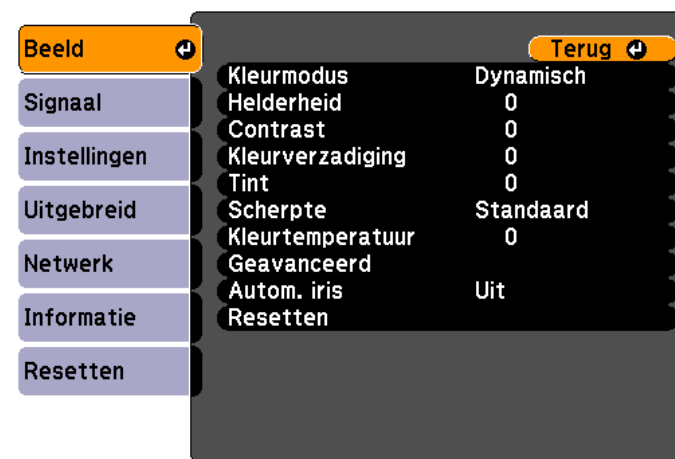 Beeld
Signaal
Instellingen
Uitgebreid
Netwerk
Informatie
Resetten
Terug
Kleurmodus Dynamisch
Helderheid 0
Contrast 0
Kleurverzadiging 0
Tint 0
Scherpte Standaard
Kleurtemperatuur 0
Geavanceerd
Autom. iris Uit
Resetten